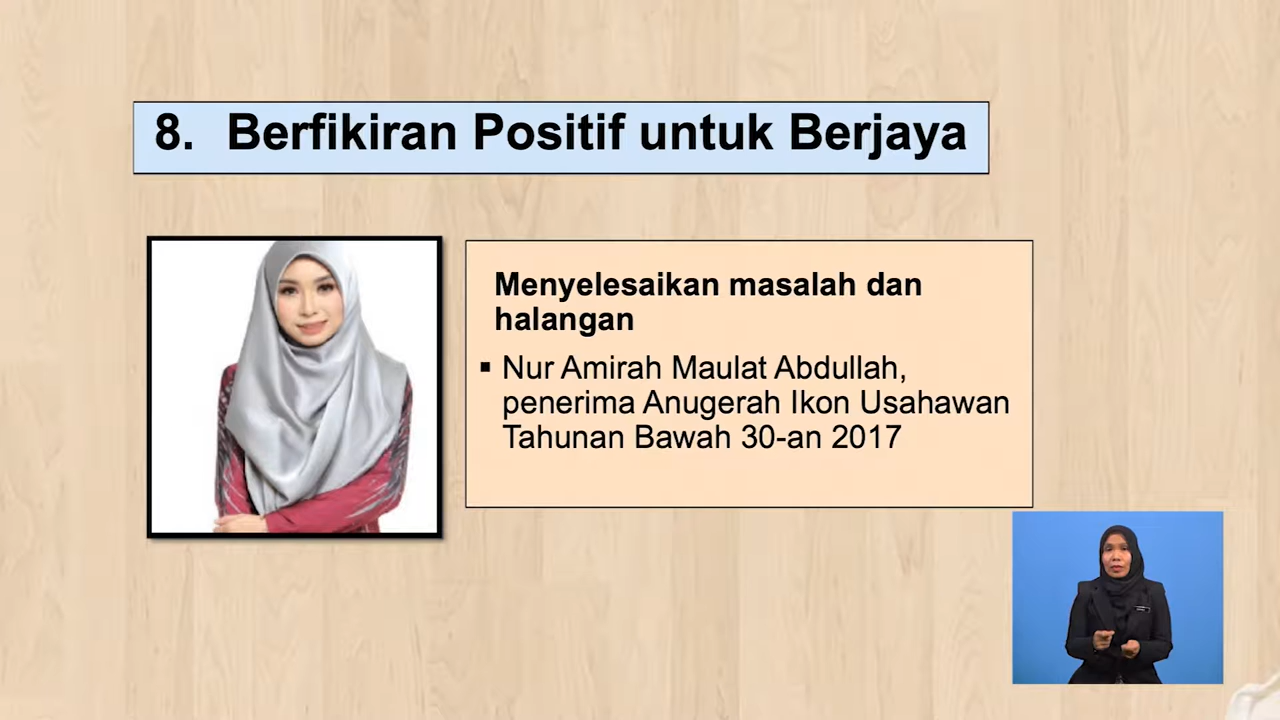 8. Berfikiran Positif untuk Berjaya
Menyelesaikan masalah dan
halangan
▪ Nur Amirah Maulat Abdullah,
penerima Anugerah Ikon Usahawan
Tahunan Bawah 30-an 2017